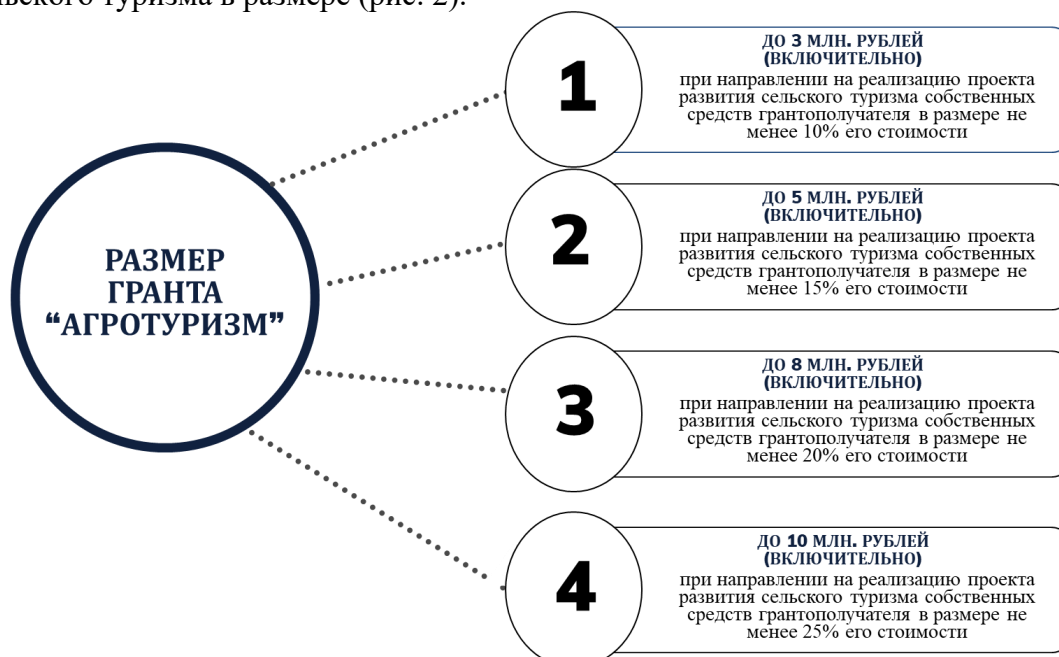 льского туризма в размере (рис. 2).
РАЗМЕР
ГРАНТА
“АГРОТУРИЗМ”
1
ДО 3 МЛН. РУБЛЕЙ
(ВКЛЮЧИТЕЛЬНО)
при направлении на реализацию проекта
развития сельского туризма собственных
средств грантополучателя в размере не
менее 10% его стоимости
2
ДО 5 МЛН. РУБЛЕЙ
(ВКЛЮЧИТЕЛЬНО)
при направлении на реализацию проекта
развития сельского туризма собственных
средств грантополучателя в размере не
менее 15% его стоимости
3
ДО 8 МЛН. РУБЛЕЙ
(ВКЛЮЧИТЕЛЬНО)
при направлении на реализацию проекта
развития сельского туризма собственных
средств грантополучателя в размере не
менее 20% его стоимости
4
ДО 10 МЛН. РУБЛЕЙ
(ВКЛЮЧИТЕЛЬНО)
при направлении на реализацию проекта
развития сельского туризма собственных
средств грантополучателя в размере не
менее 25% его стоимости